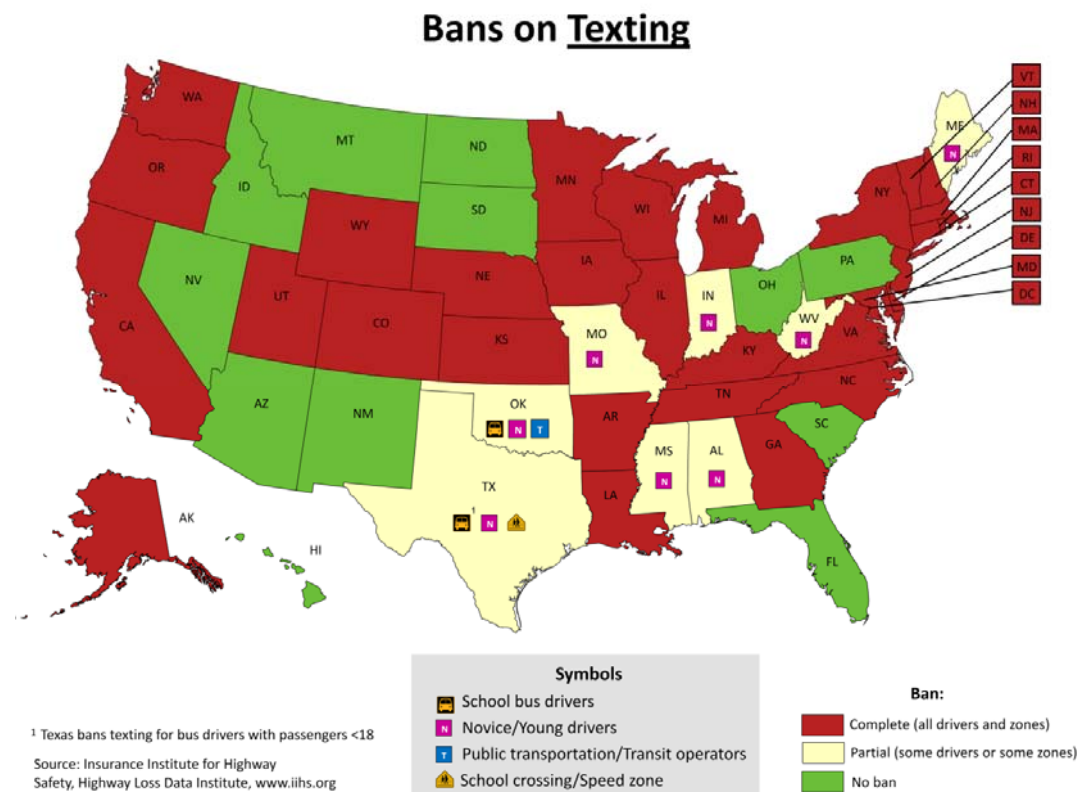 Bans on Texting
WA
OR
CA
ID
NV
MT
WY
UT
AZ
ND
SD
NE
CO
KS
NM
OK
T
N
TX
1
N
MN
IA
MO
N
AR
LA
WI
IL
MI
IN
N
OH
KY
TN
MS
N
AL
N
GA
FL
SC
NC
VA
WV
N
PA
NY
ME
N
VT
NH
MA
RI
CT
NJ
DE
MD
DC
AK
HI
Symbols
School bus drivers
N Novice/Young drivers
T Public transportation/Transit operators
School crossing/Speed zone
Ban:
Complete (all drivers and zones)
Partial (some drivers or some zones)
No ban
1 Texas bans texting for bus drivers with passengers <18
Source: Insurance Institute for Highway
Safety, Highway Loss Data Institute, www.iihs.org